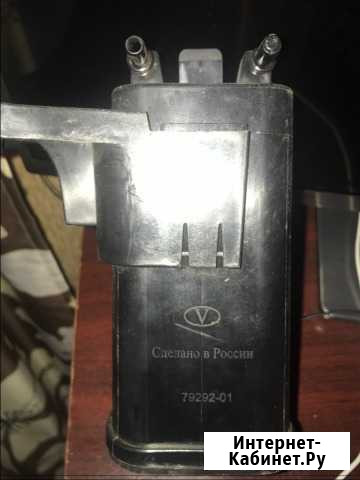 V
Сделано в России
79292-01
Интернет-
Кабинет.Ру